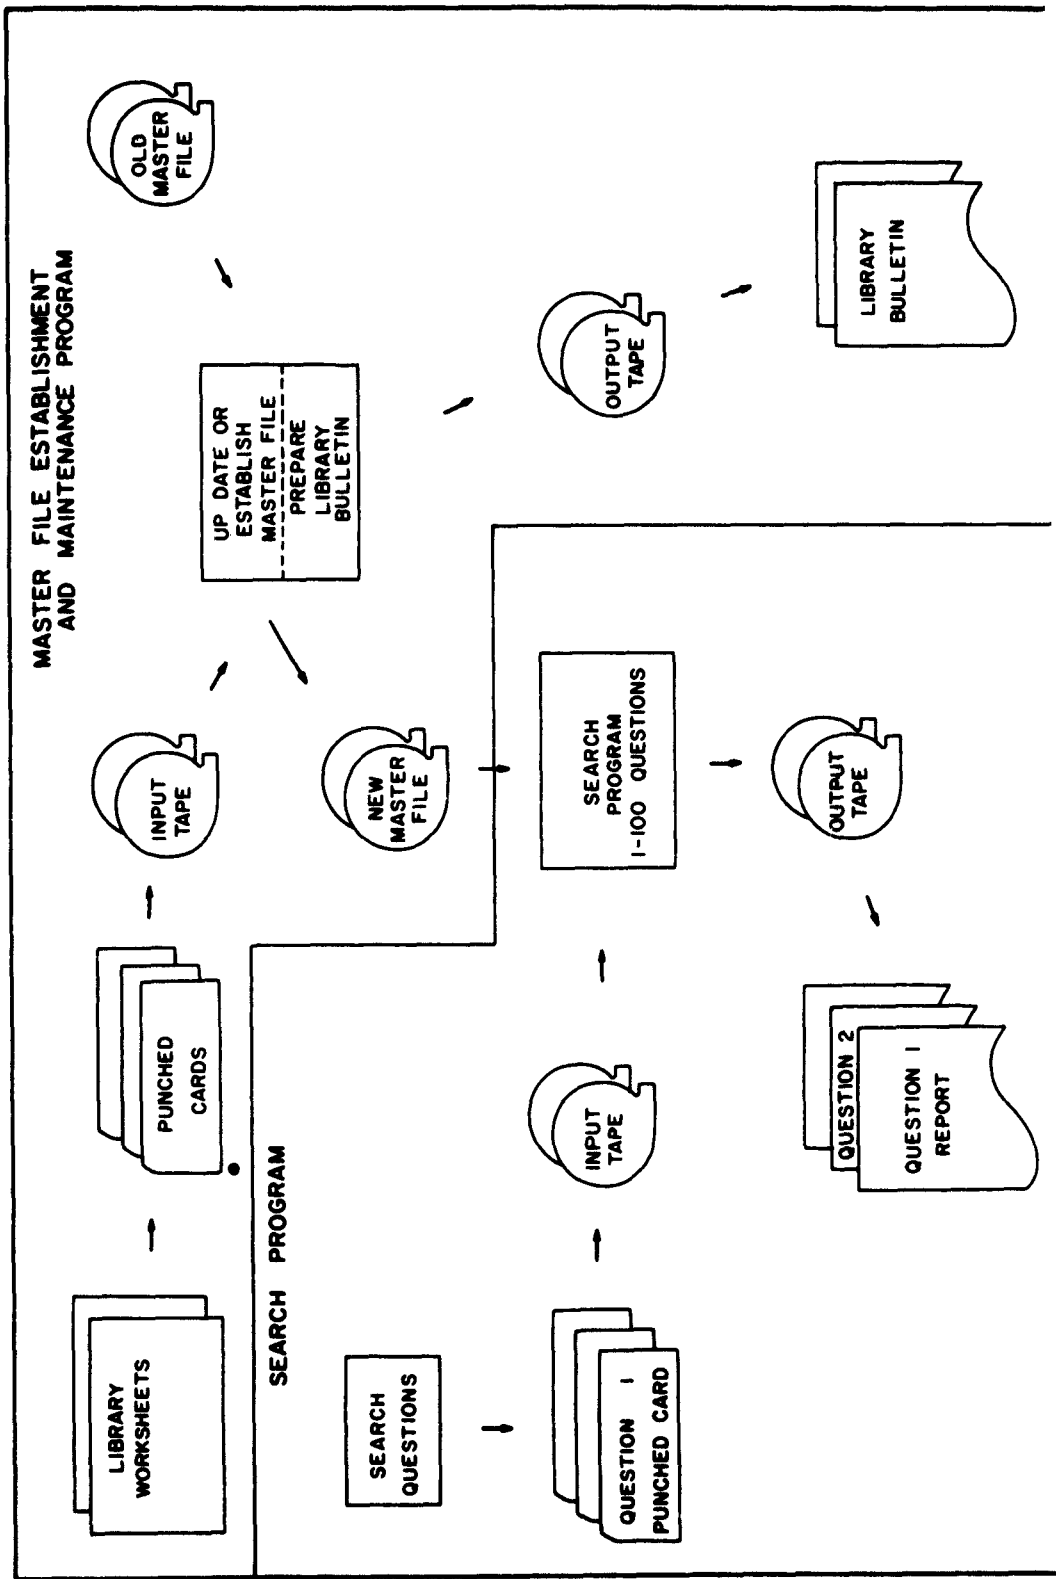 MASTER FILE ESTABLISHMENT
AND MAINTENANCE PROGRAM
LIBRARY
WORKSHEETS
PUNCHED
CARDS
INPUT
TAPE
OLD
MASTER
FILE
UP DATE OR
ESTABLISH
MASTER FILE
PREPARE
LIBRARY
BULLETIN
NEW
MASTER
FILE
OUTPUT
TAPE
LIBRARY
BULLETIN
SEARCH PROGRAM
SEARCH
QUESTIONS
QUESTION 1
PUNCHED CARD
INPUT
TAPE
SEARCH
PROGRAM
1-100 QUESTIONS
OUTPUT
TAPE
QUESTION 2
QUESTION 1
REPORT